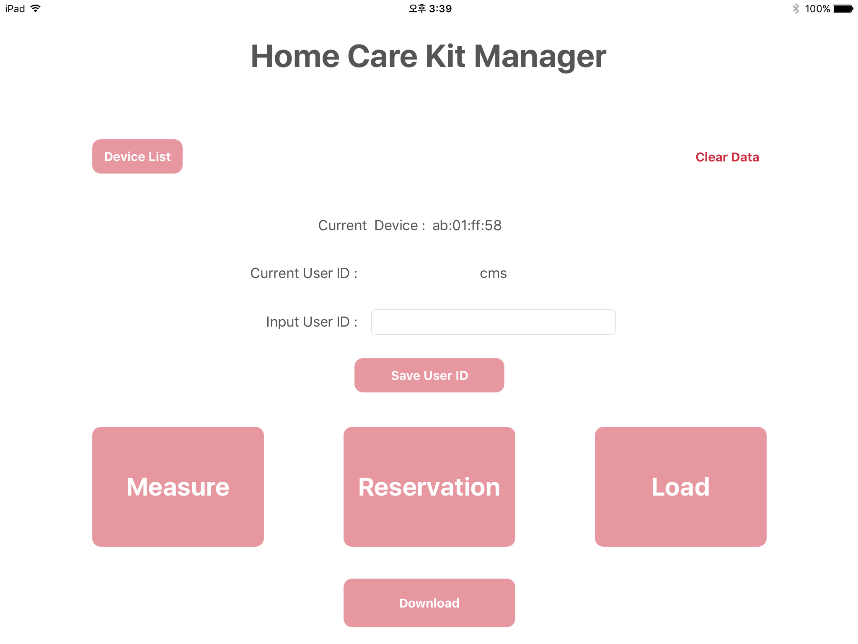 iPad 오후 3:39 100%
Home Care Kit Manager
Device List Clear Data
Current Device : ab:01:ff:58
Current User ID : cms
Input User ID :
Save User ID
Measure Reservation Load
Download